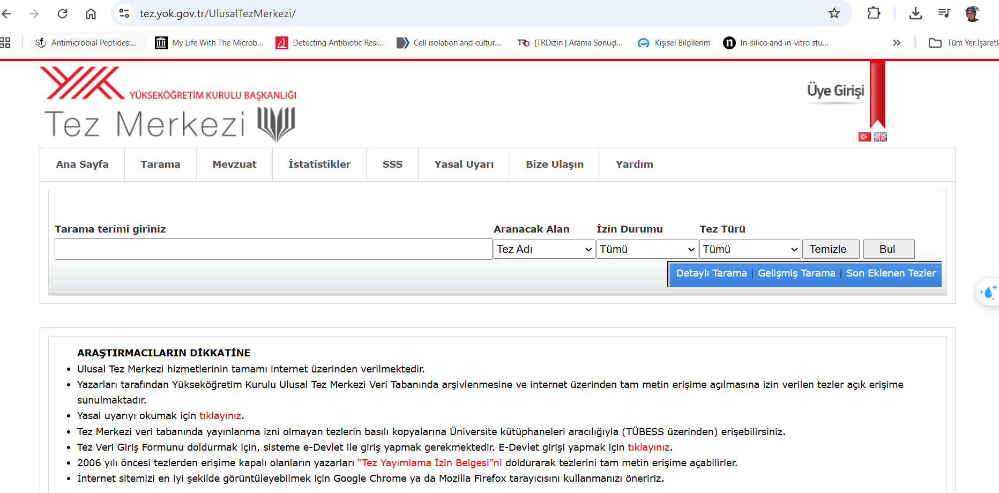 tez.yok.gov.tr/UlusalTezMerkezi/
Antimicrobial Peptides:...
My Life With The Microb...
Detecting Antibiotic Resi...
Cell isolation and cultur...
[TRDizin | Arama Sonuçl...
Kişisel Bilgilerim
In-silico and in-vitro stu...
Tüm Yer İşaretle
YÜKSEKÖĞRETİM KURULU BAŞKANLIĞI
Tez Merkezi
Üye Girişi
Ana Sayfa
Tarama
Mevzuat
İstatistikler
SSS
Yasal Uyarı
Bize Ulaşın
Yardım
Tarama terimi giriniz
Aranacak Alan
İzin Durumu
Tez Türü
Tez Adı
Tümü
Tümü
Temizle
Bul
Detaylı Tarama | Gelişmiş Tarama | Son Eklenen Tezler
ARAŞTIRMACILARIN DİKKATİNE
• Ulusal Tez Merkezi hizmetlerinin tamamı internet üzerinden verilmektedir.
• Yazarları tarafından Yükseköğretim Kurulu Ulusal Tez Merkezi Veri Tabanında arşivlenmesine ve internet üzerinden tam metin erişime açılmasına izin verilen tezler açık erişime
sunulmaktadır.
• Yasal uyarıyı okumak için tıklayınız.
• Tez Merkezi veri tabanında yayınlanma izni olmayan tezlerin basılı kopyalarına Üniversite kütüphaneleri aracılığıyla (TÜBESS üzerinden) erişebilirsiniz.
• Tez Veri Giriş Formunu doldurmak için, sisteme e-Devlet ile giriş yapmak gerekmektedir. E-Devlet girişi yapmak için tıklayınız.
• 2006 yılı öncesi tezlerden erişime kapalı olanların yazarları “Tez Yayımlama İzin Belgesi”ni doldurarak tezlerini tam metin erişime açabilirler.
• İnternet sitemizi en iyi şekilde görüntüleyebilmek için Google Chrome ya da Mozilla Firefox tarayıcısını kullanmanızı öneririz.